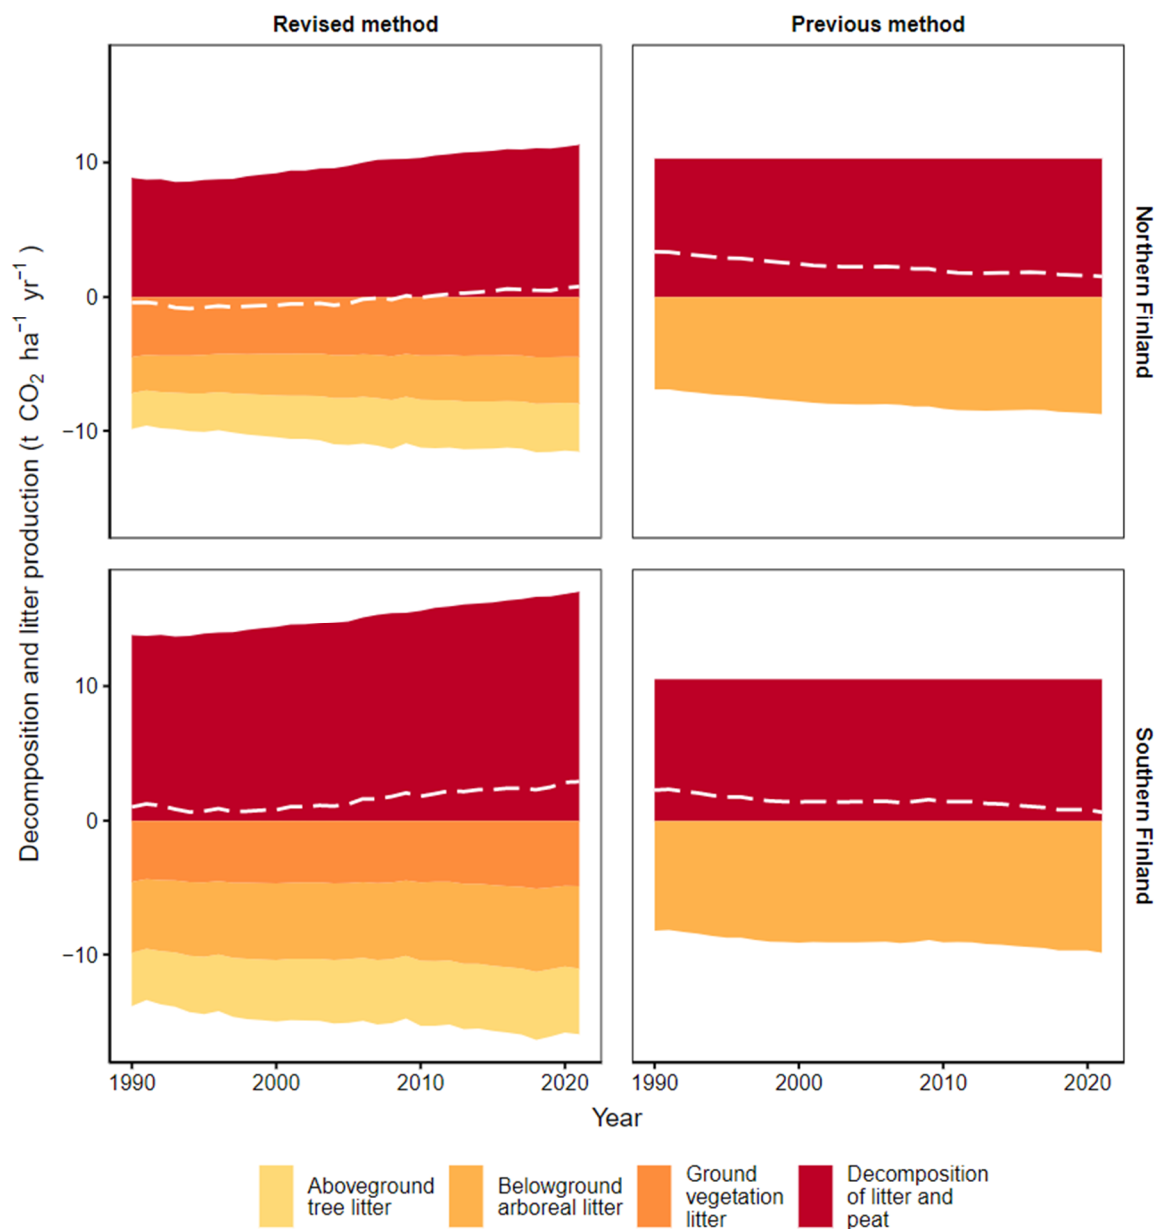 Revised method
Previous method
Decomposition and litter production (t CO₂ ha⁻¹ yr⁻¹ )
10
0
−10
Northern Finland
10
0
−10
Southern Finland
1990
2000
2010
2020
1990
2000
2010
2020
Year
Aboveground
tree litter
Belowground
arboreal litter
Ground
vegetation
litter
Decomposition
of litter and
peat